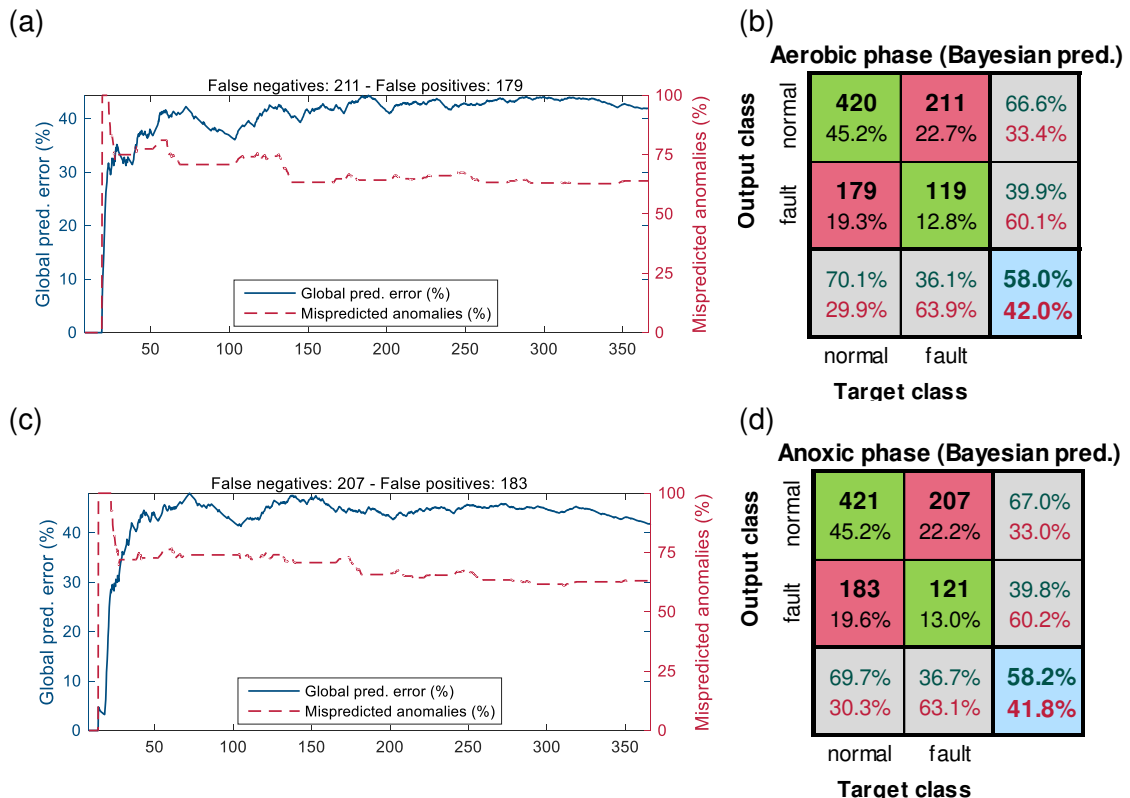 (a)
False negatives: 211 - False positives: 179
Global pred. error (%)
40
30
20
10
0
100
75
50
25
0
Mispredicted anomalies (%)
Global pred. error (%)
Mispredicted anomalies (%)
50 100 150 200 250 300 350
(b)
Aerobic phase (Bayesian pred.)
Output class
normal
420 211 66.6%
45.2% 22.7% 33.4%
fault
179 119 39.9%
19.3% 12.8% 60.1%
70.1% 36.1% 58.0%
29.9% 63.9% 42.0%
normal fault
Target class
(c)
False negatives: 207 - False positives: 183
Global pred. error (%)
40
30
20
10
0
100
75
50
25
0
Mispredicted anomalies (%)
Global pred. error (%)
Mispredicted anomalies (%)
50 100 150 200 250 300 350
(d)
Anoxic phase (Bayesian pred.)
Output class
normal
421 207 67.0%
45.2% 22.2% 33.0%
fault
183 121 39.8%
19.6% 13.0% 60.2%
69.7% 36.7% 58.2%
30.3% 63.1% 41.8%
normal fault
Target class